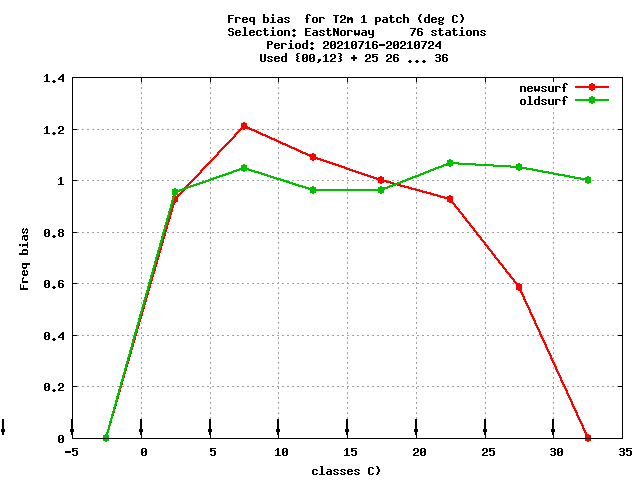 Freq bias  for T2m 1 patch (deg C)
Selection: EastNorway     76 stations
Period: 20210716-20210724
Used {00,12} + 25 26 ... 36
newsurf
oldsurf
1.4
1.2
1
0.8
0.6
0.4
0.2
0
Freq bias
-5 0 5 10 15 20 25 30 35
classes C)